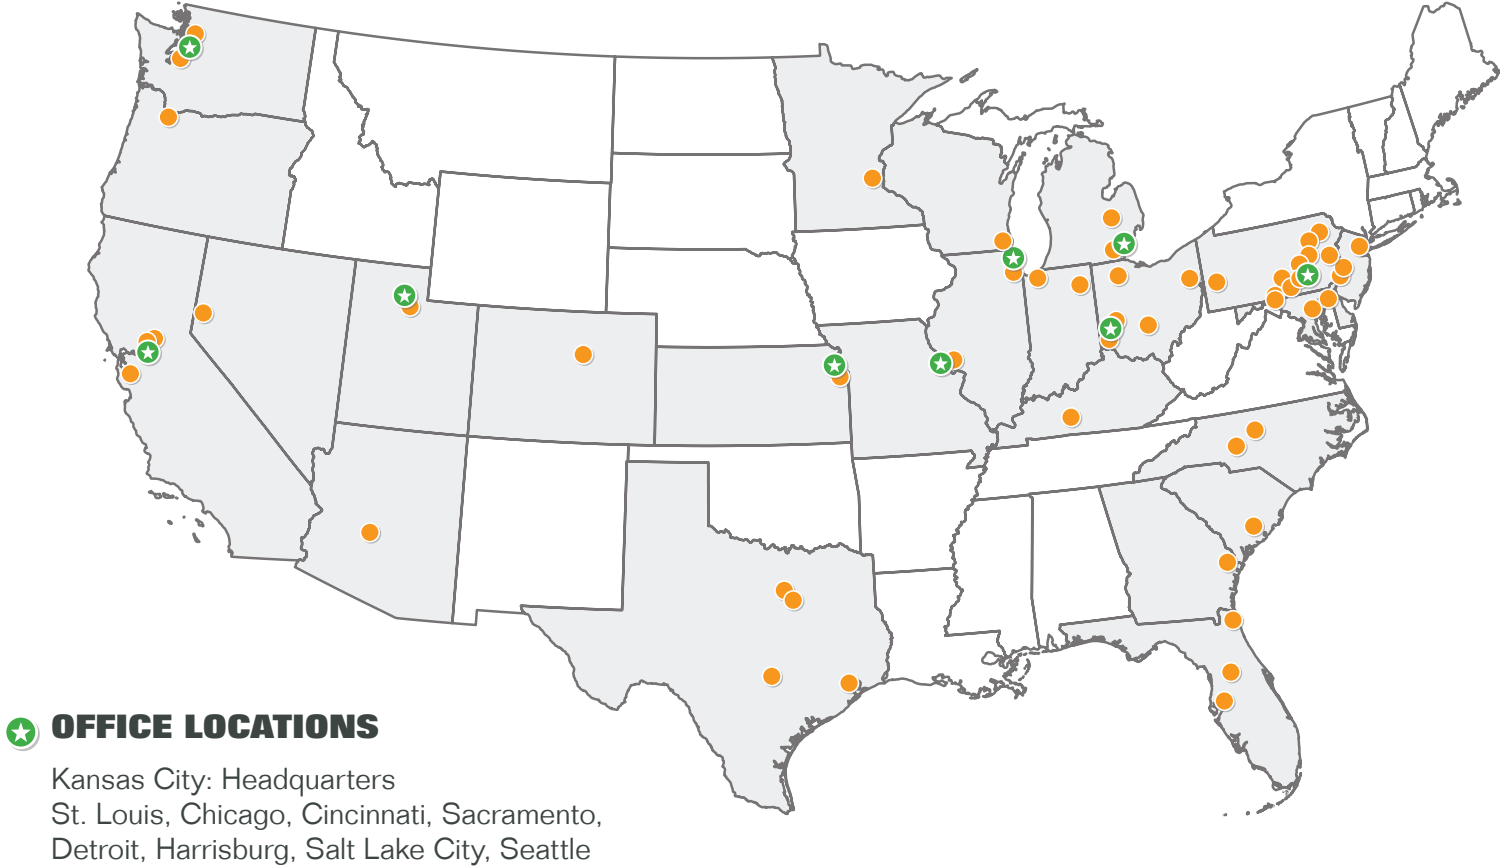 OFFICE LOCATIONS
Kansas City: Headquarters
St. Louis, Chicago, Cincinnati, Sacramento,
Detroit, Harrisburg, Salt Lake City, Seattle